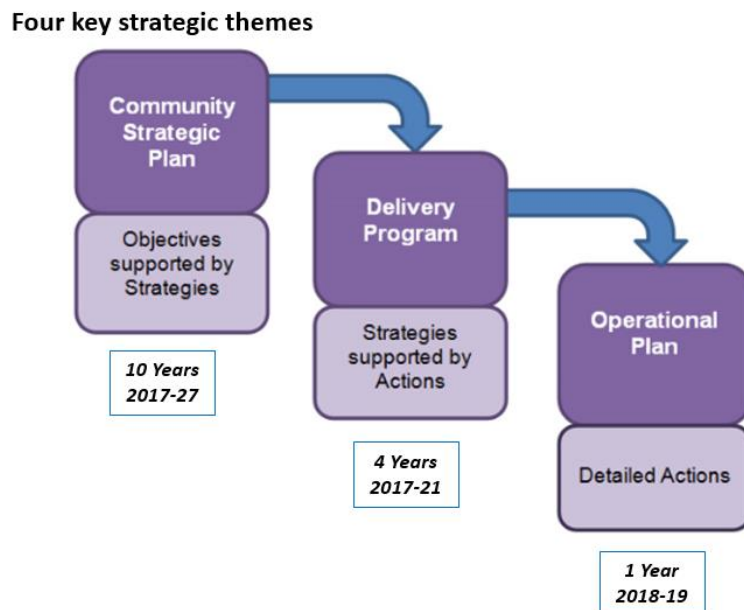 Four key strategic themes
Community
Strategic
Plan
Objectives
supported by
Strategies
10 Years
2017-27
Delivery
Program
Strategies
supported by
Actions
4 Years
2017-21
Operational
Plan
Detailed Actions
1 Year
2018-19